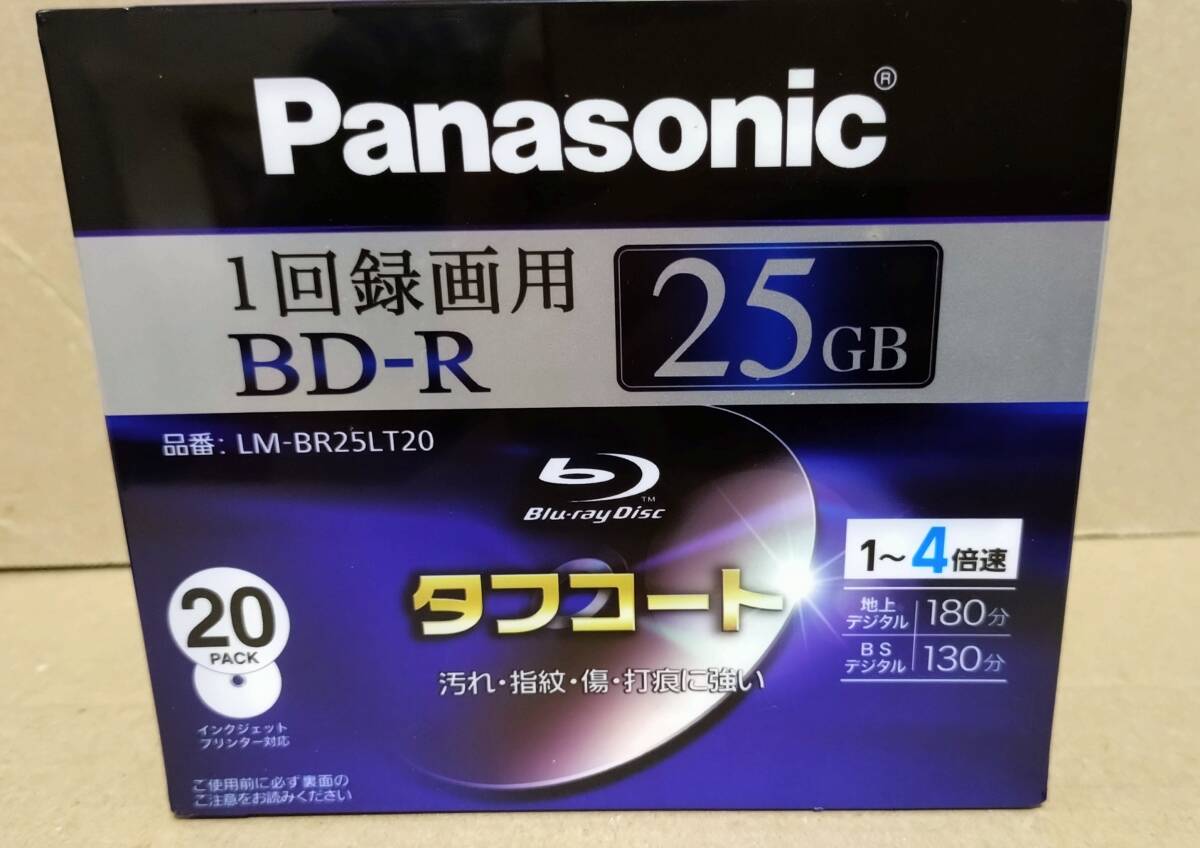 Panasonic®
1回録画用
BD-R
25GB
品番: LM-BR25LT20
Blu-ray Disc™
タフコート
汚れ・指紋・傷・打痕に強い
1〜4倍速
地上デジタル 180分
BSデジタル 130分
20
PACK
インクジェット
プリンター対応
ご使用前に必ず裏面の
ご注意をお読みください